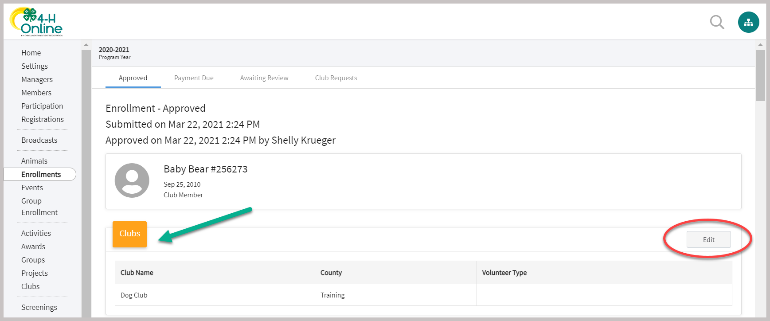 4-H
Online
Home
Settings
Managers
Members
Participation
Registrations
Broadcasts
Animals
Enrollments
Events
Group
Enrollment
Activities
Awards
Groups
Projects
Clubs
Screenings
2020-2021
Program Year
Approved Payment Due Awaiting Review Club Requests
Enrollment - Approved
Submitted on Mar 22, 2021 2:24 PM
Approved on Mar 22, 2021 2:24 PM by Shelly Krueger
Baby Bear #256273
Sep 25, 2010
Club Member
Clubs
Edit
Club Name County Volunteer Type
Dog Club Training